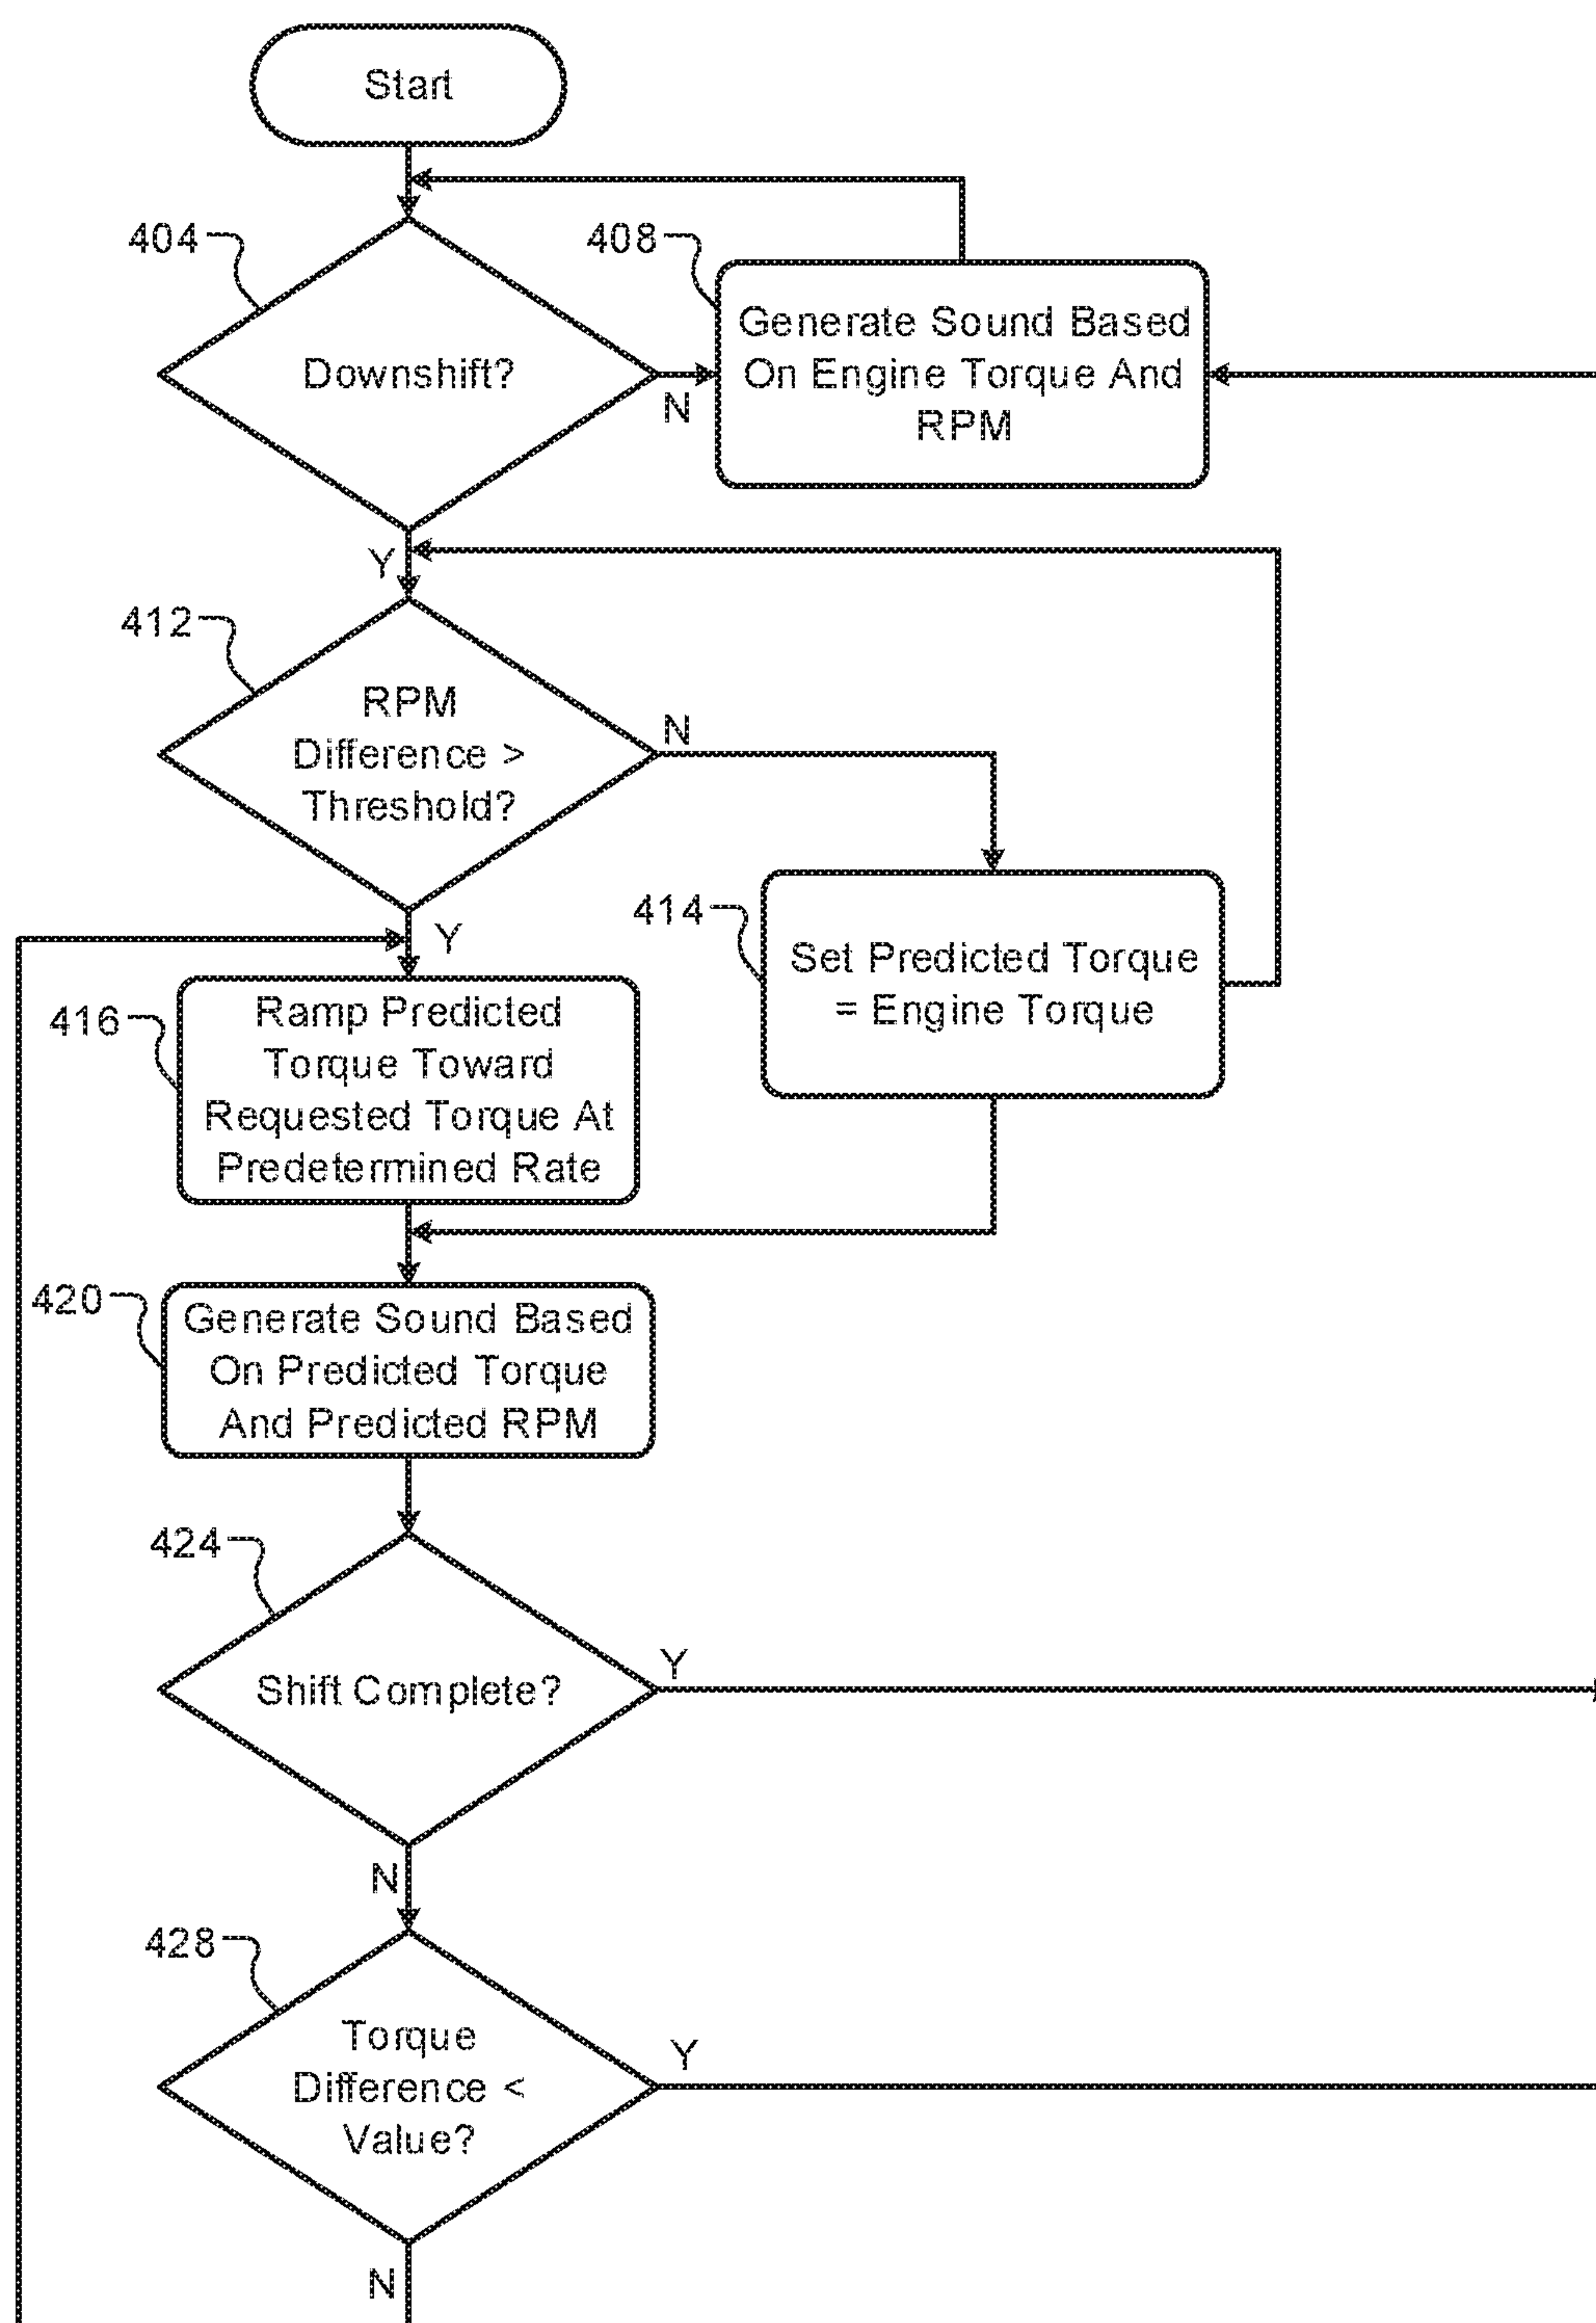 Start
404
Downshift?
N
408
Generate Sound Based
On Engine Torque And
RPM
Y
412
RPM
Difference >
Threshold?
N
414
Set Predicted Torque
= Engine Torque
Y
416
Ramp Predicted
Torque Toward
Requested Torque At
Predetermined Rate
420
Generate Sound Based
On Predicted Torque
And Predicted RPM
424
Shift Complete?
Y
N
428
Torque
Difference <
Value?
Y
N